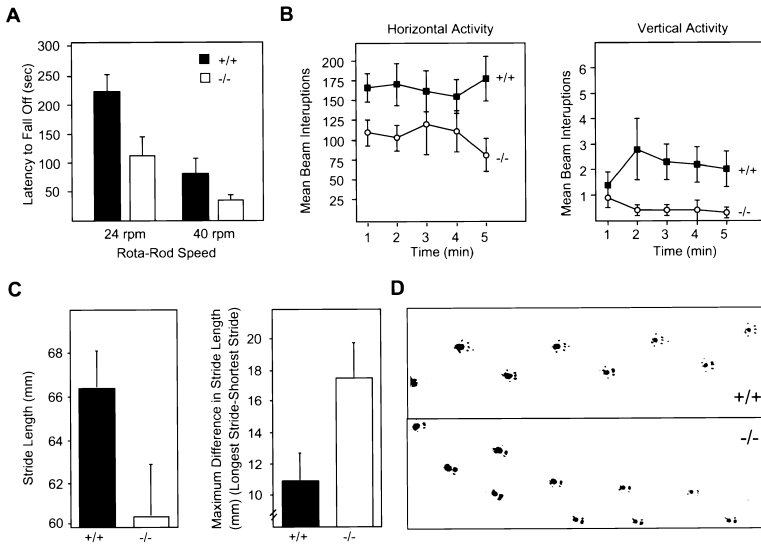 A
Latency to Fall Off (sec)
300
250
200
150
100
50
+/+
-/-
24 rpm 40 rpm
Rota-Rod Speed
B
Horizontal Activity
Mean Beam Interuptions
200
175
150
125
100
75
50
25
+/+
-/-
1 2 3 4 5
Time (min)
Vertical Activity
Mean Beam Interuptions
6
5
4
3
2
1
+/+
-/-
1 2 3 4 5
Time (min)
C
Stride Length (mm)
68
66
64
62
60
+/+ -/-
Maximum Difference in Stride Length
(mm) (Longest Stride-Shortest Stride)
20
18
16
14
12
10
+/+ -/-
D
+/+
-/-